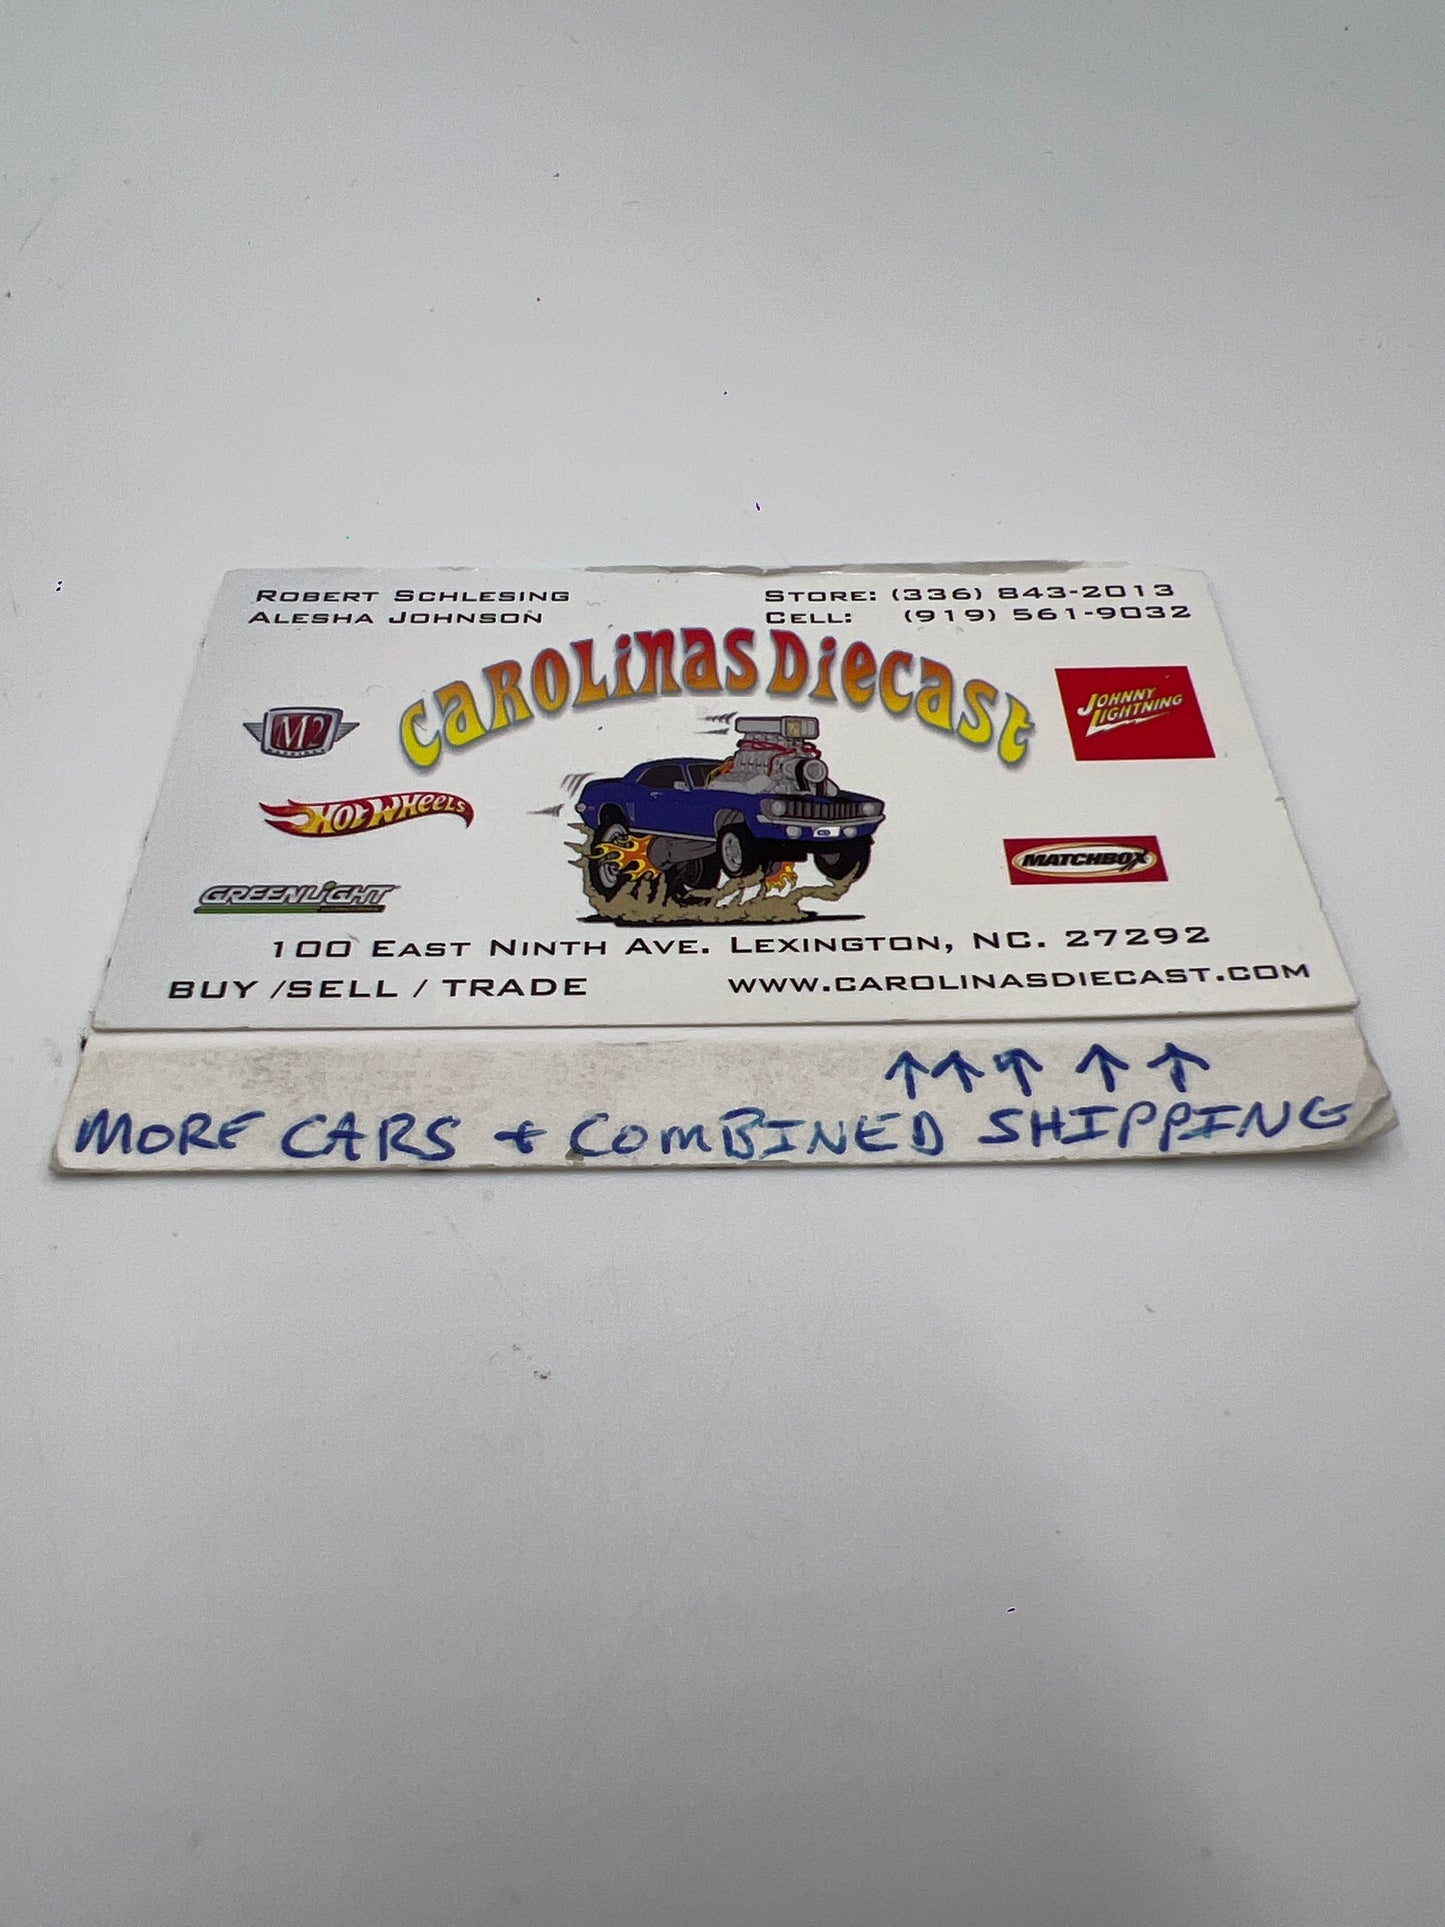 ROBERT SCHLESING
ALESHA JOHNSON
STORE: (336) 843-2013
CELL: (919) 561-9032
CAROLINAS DIECAST
M2
JOHNNY
LIGHTNING
HOT WHEELS
MATCHBOX
GREENLIGHT
100 EAST NINTH AVE. LEXINGTON, NC. 27292
BUY /SELL / TRADE
WWW.CAROLINASDIECAST.COM
↑ ↑ ↑ ↑ ↑
MORE CARS + COMBINED SHIPPING